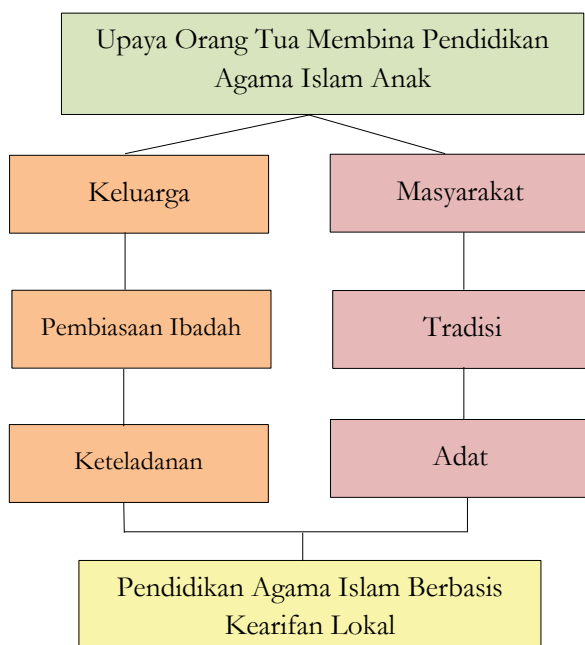 Upaya Orang Tua Membina Pendidikan
Agama Islam Anak
Keluarga
Masyarakat
Pembiasaan Ibadah
Tradisi
Keteladanan
Adat
Pendidikan Agama Islam Berbasis
Kearifan Lokal